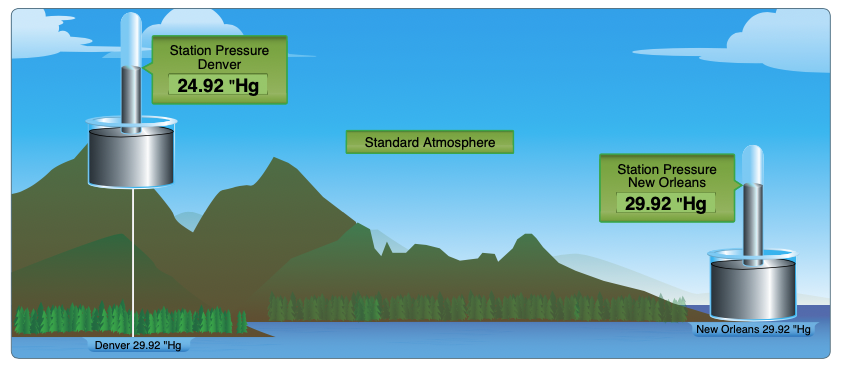 Station Pressure
Denver
24.92 "Hg
Standard Atmosphere
Station Pressure
New Orleans
29.92 "Hg
New Orleans 29.92 "Hg
Denver 29.92 "Hg